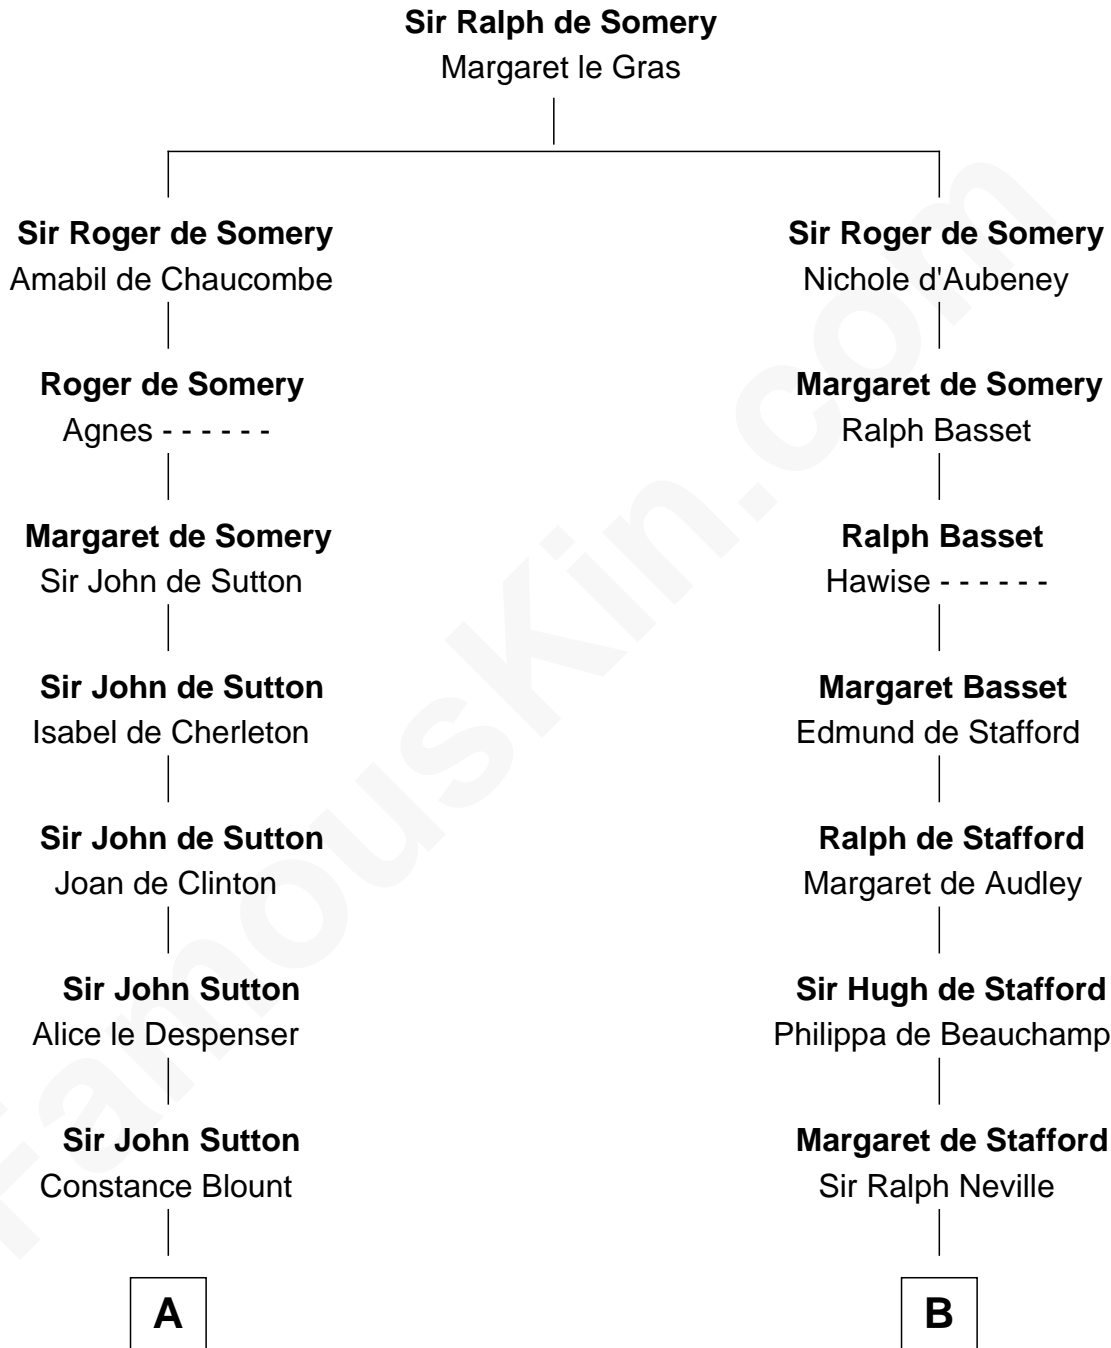 Sir Ralph de Somery
Margaret le Gras
Sir Roger de Somery
Amabil de Chaucombe
Roger de Somery
Agnes - - - - - -
Margaret de Somery
Sir John de Sutton
Sir John de Sutton
Isabel de Cherleton
Sir John de Sutton
Joan de Clinton
Sir John Sutton
Alice le Despenser
Sir John Sutton
Constance Blount
A
Sir Roger de Somery
Nichole d'Aubeney
Margaret de Somery
Ralph Basset
Ralph Basset
Hawise - - - - - -
Margaret Basset
Edmund de Stafford
Ralph de Stafford
Margaret de Audley
Sir Hugh de Stafford
Philippa de Beauchamp
Margaret de Stafford
Sir Ralph Neville
B
FamousKin.com